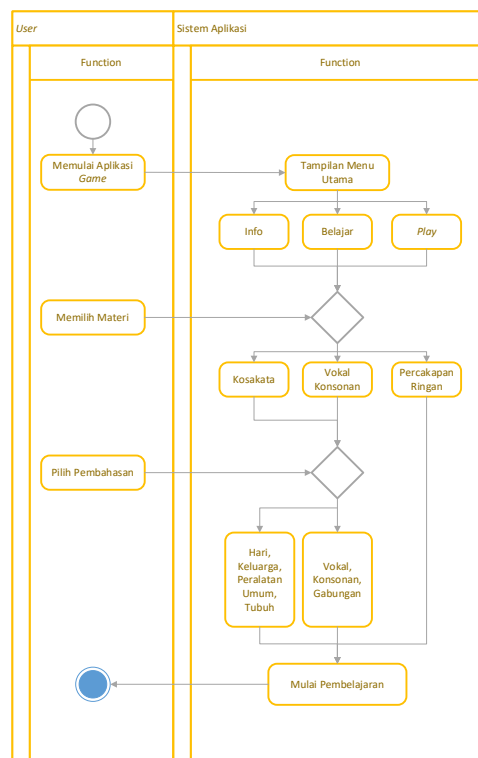 User
Sistem Aplikasi
Function
Function
Memulai Aplikasi
Game
Tampilan Menu
Utama
Info
Belajar
Play
Memilih Materi
Kosakata
Vokal
Konsonan
Percakapan
Ringan
Pilih Pembahasan
Hari,
Keluarga,
Peralatan
Umum,
Tubuh
Vokal,
Konsonan,
Gabungan
Mulai Pembelajaran